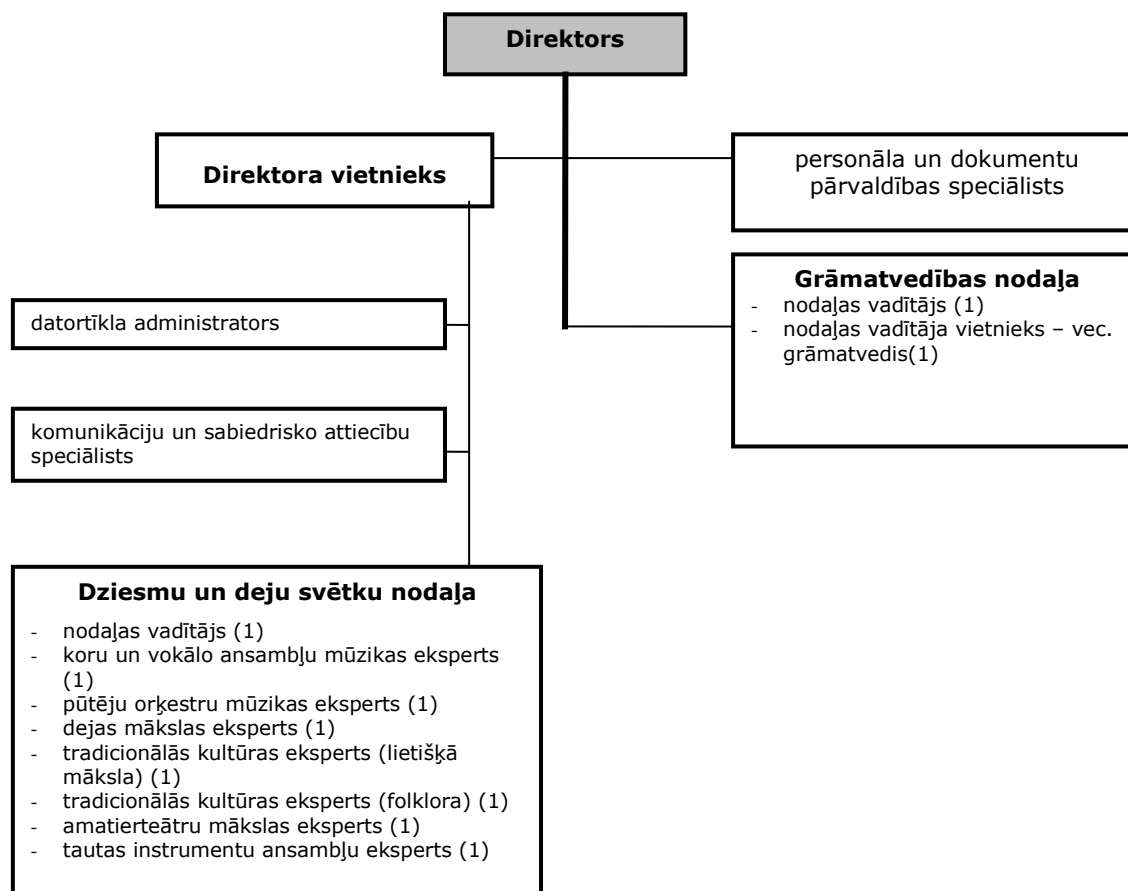 Direktors
Direktora vietnieks
personāla un dokumentu
pārvaldības speciālists
Grāmatvedības nodaļa
- nodaļas vadītājs (1)
- nodaļas vadītāja vietnieks – vec.
grāmatvedis(1)
datortīkla administrators
komunikāciju un sabiedrisko attiecību
speciālists
Dziesmu un deju svētku nodaļa
- nodaļas vadītājs (1)
- koru un vokālo ansambļu mūzikas eksperts
(1)
- pūtēju orķestru mūzikas eksperts (1)
- dejas mākslas eksperts (1)
- tradicionālās kultūras eksperts (lietišķā
māksla) (1)
- tradicionālās kultūras eksperts (folklora) (1)
- amatierteātru mākslas eksperts (1)
- tautas instrumentu ansambļu eksperts (1)